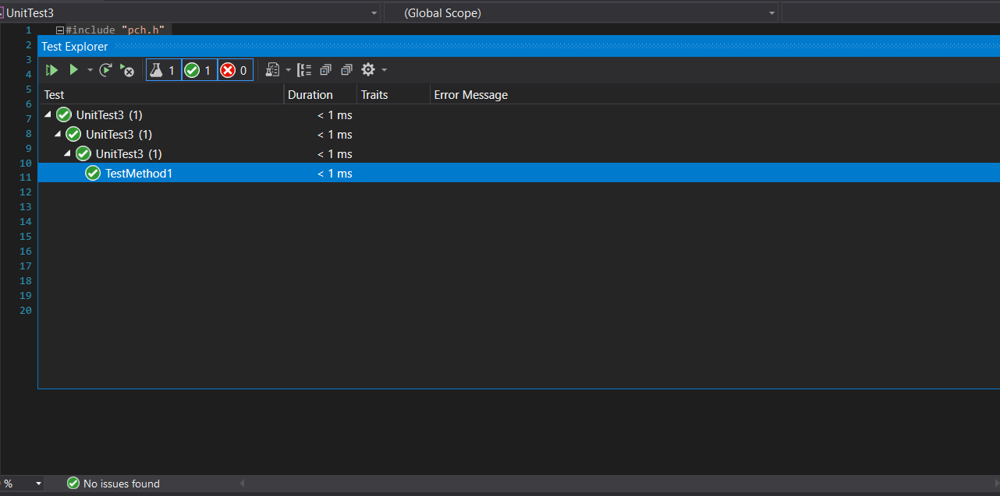 UnitTest3 (Global Scope)
1 #include "pch.h"
2 Test Explorer
3
4 1 1 0
5 Test Duration Traits Error Message
6
7 UnitTest3 (1) < 1 ms
8 UnitTest3 (1) < 1 ms
9 UnitTest3 (1) < 1 ms
10
11 TestMethod1 < 1 ms
12
13
14
15
16
17
18
19
20
% No issues found